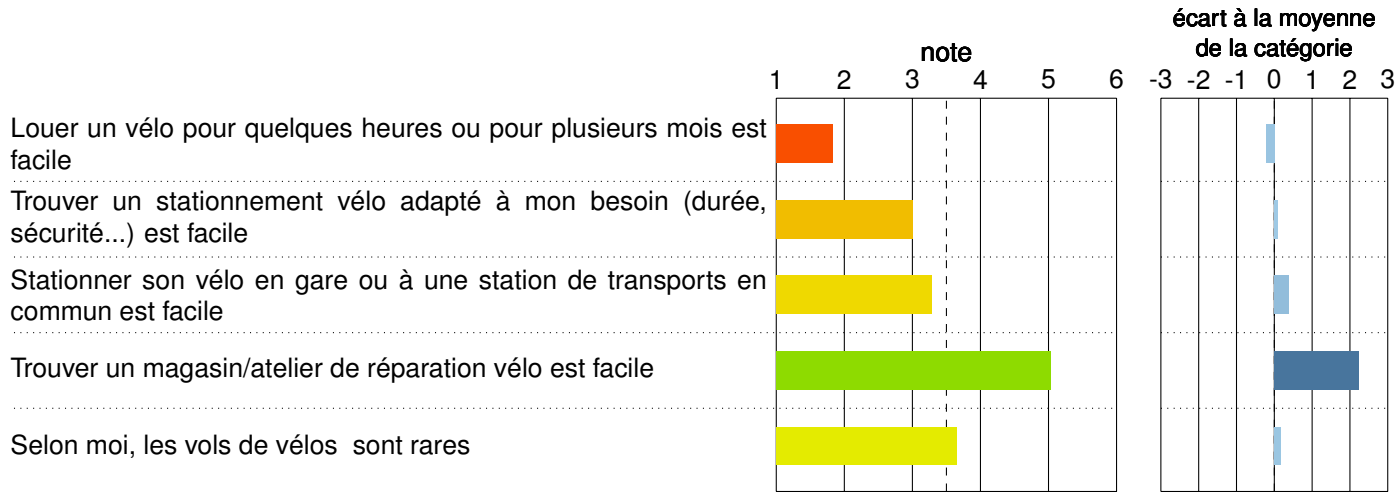 écart à la moyenne
de la catégorie
note
1 2 3 4 5 6
-3 -2 -1 0 1 2 3
Louer un vélo pour quelques heures ou pour plusieurs mois est
facile
Trouver un stationnement vélo adapté à mon besoin (durée,
sécurité...) est facile
Stationner son vélo en gare ou à une station de transports en
commun est facile
Trouver un magasin/atelier de réparation vélo est facile
Selon moi, les vols de vélos sont rares